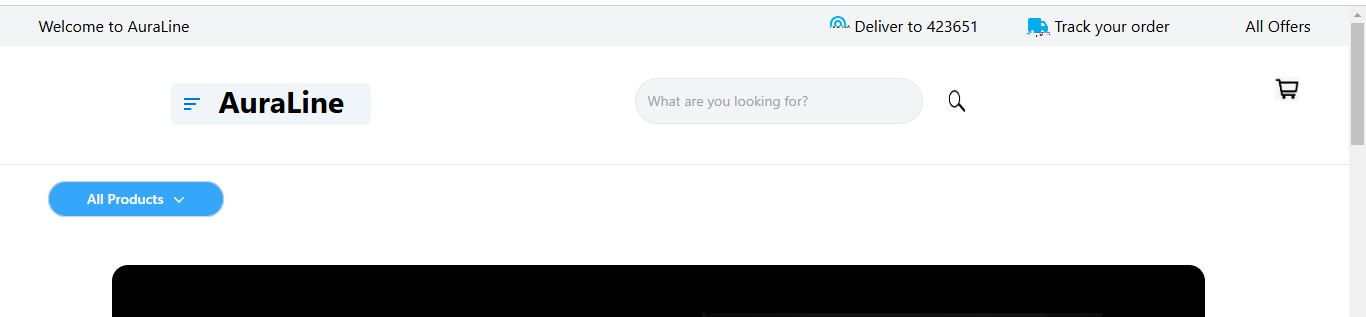 Welcome to AuraLine
Deliver to 423651
Track your order
All Offers
AuraLine
What are you looking for?
All Products